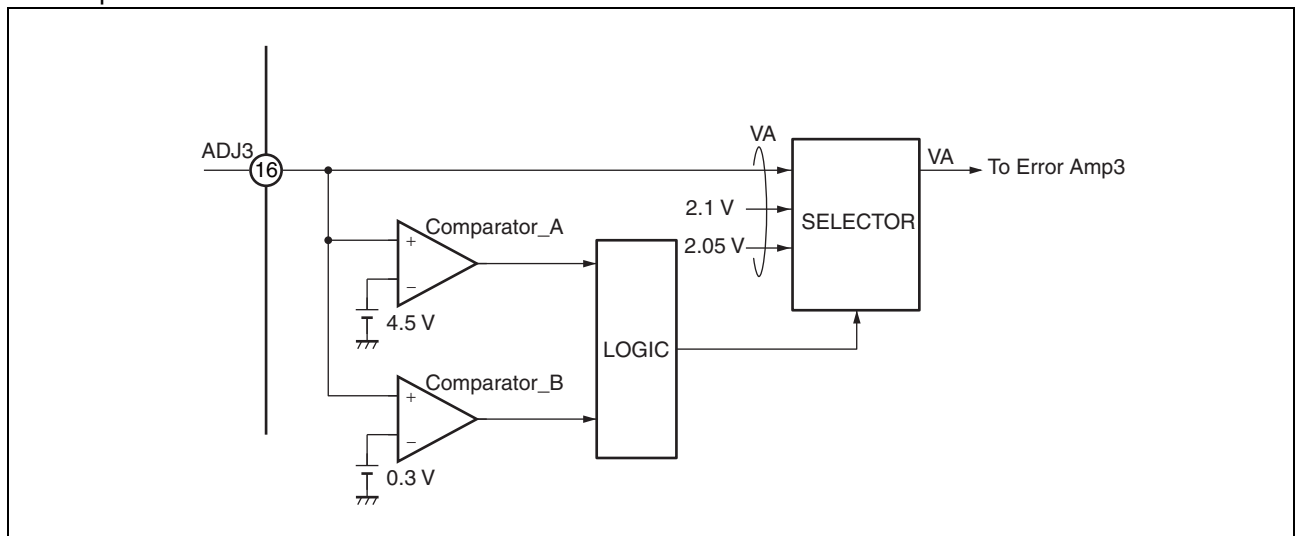 ADJ3
16
VA
VA
To Error Amp3
2.1 V
SELECTOR
Comparator_A
+
−
2.05 V
4.5 V
LOGIC
Comparator_B
+
−
0.3 V